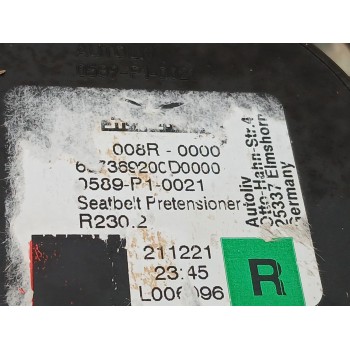 008R - 0000
0589-P1-0021
Seatbelt Pretensioner
R230.2
211221
23:45
R
Autoliv
Otto-Hahn-Str.4
25337 Elmshorn
Germany